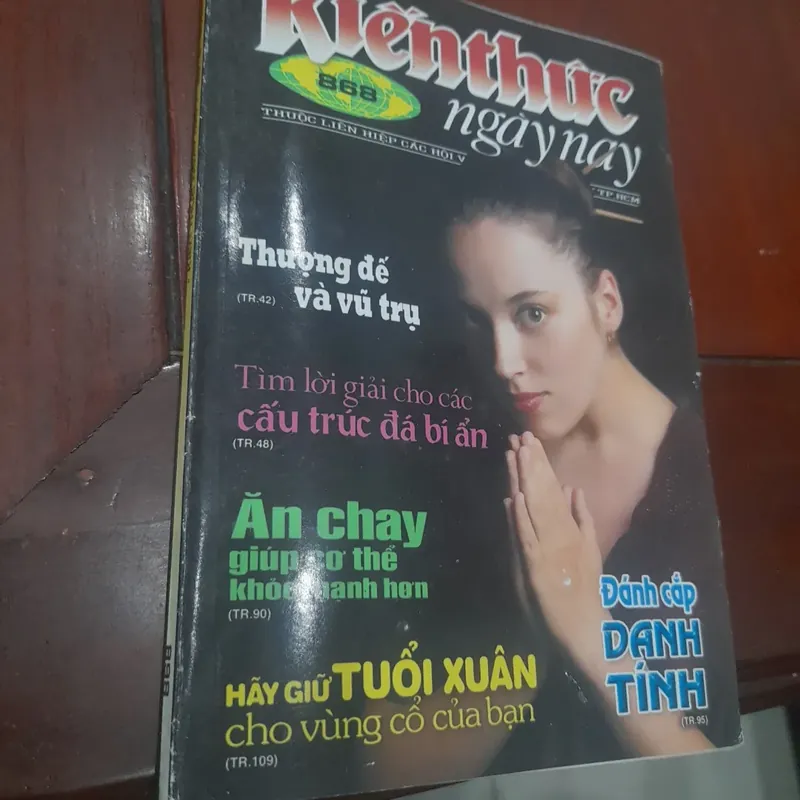 Kiến thức
868
ngày nay
THUỘC LIÊN HIỆP CÁC HỘI V
TP.HCM
Thượng đế
(TR.42) và vũ trụ
Tìm lời giải cho các
cấu trúc đá bí ẩn
(TR.48)
Ăn chay
giúp cơ thể
khỏe mạnh hơn
(TR.90)
Đánh cắp
DANH
TÍNH
(TR.95)
HÃY GIỮ TUỔI XUÂN
cho vùng cổ của bạn
(TR.109)
868